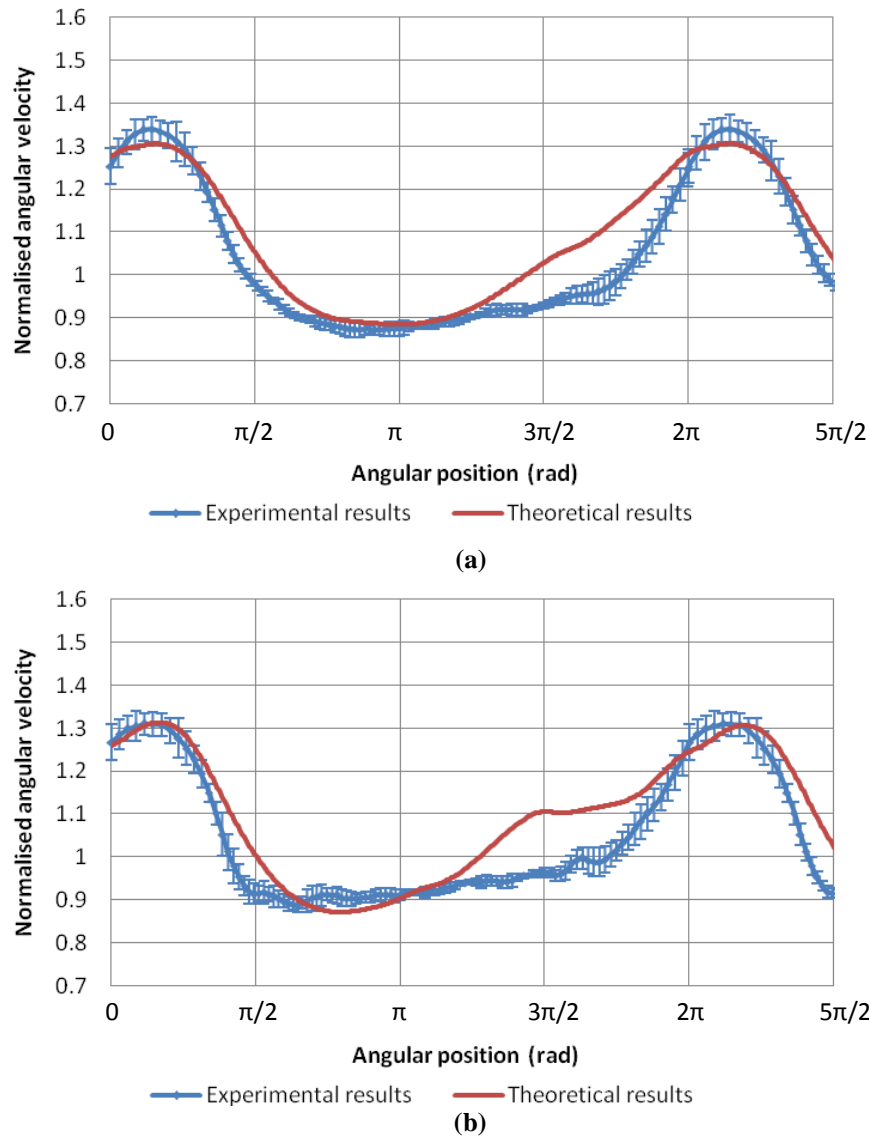 1.6
1.5
1.4
1.3
1.2
1.1
1
0.9
0.8
0.7
Normalised angular velocity
0 π/2 π 3π/2 2π 5π/2
Angular position (rad)
Experimental results Theoretical results
(a)
1.6
1.5
1.4
1.3
1.2
1.1
1
0.9
0.8
0.7
Normalised angular velocity
0 π/2 π 3π/2 2π 5π/2
Angular position (rad)
Experimental results Theoretical results
(b)